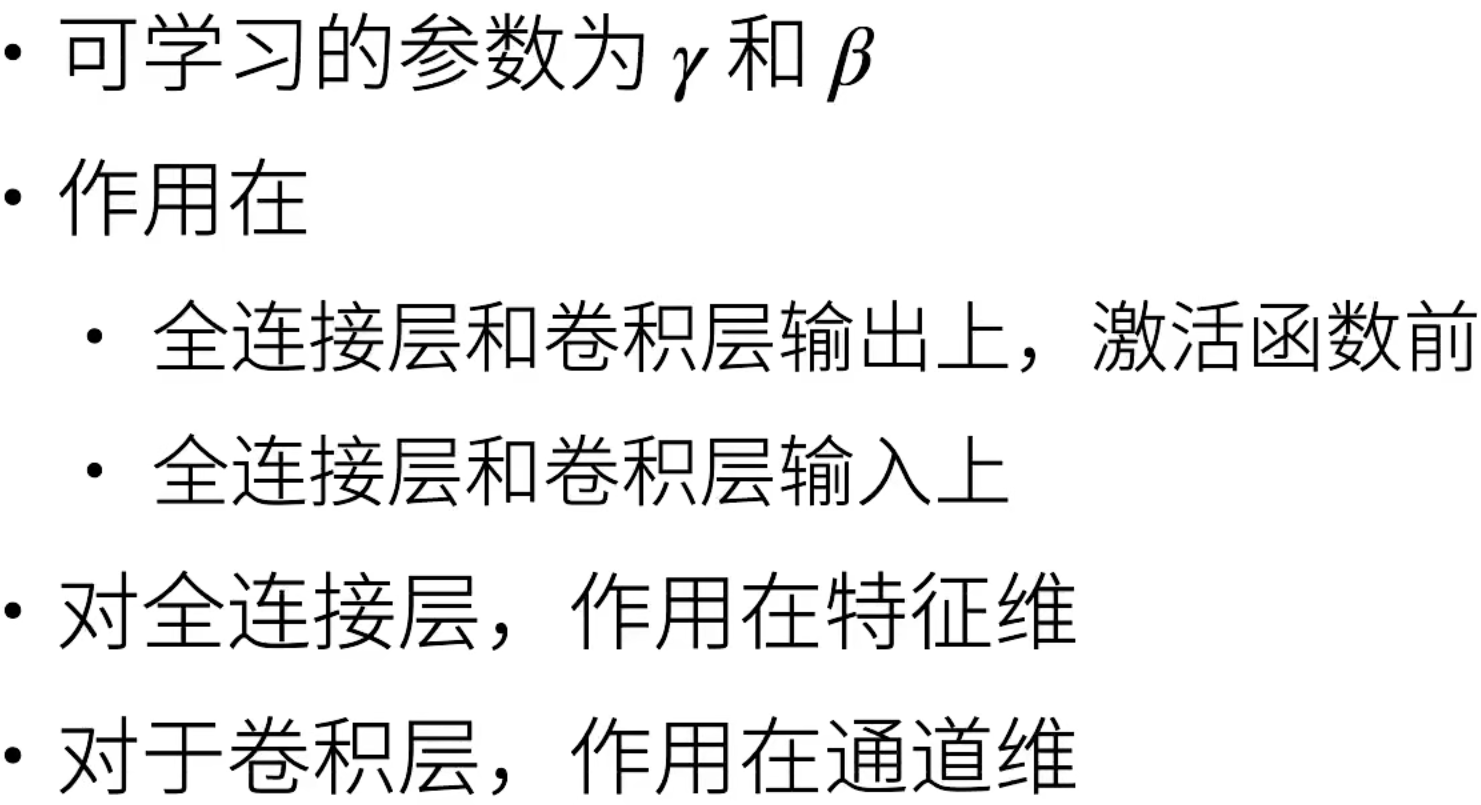 • 可学习的参数为 γ 和 β
• 作用在
• 全连接层和卷积层输出上，激活函数前
• 全连接层和卷积层输入上
• 对全连接层，作用在特征维
• 对于卷积层，作用在通道维